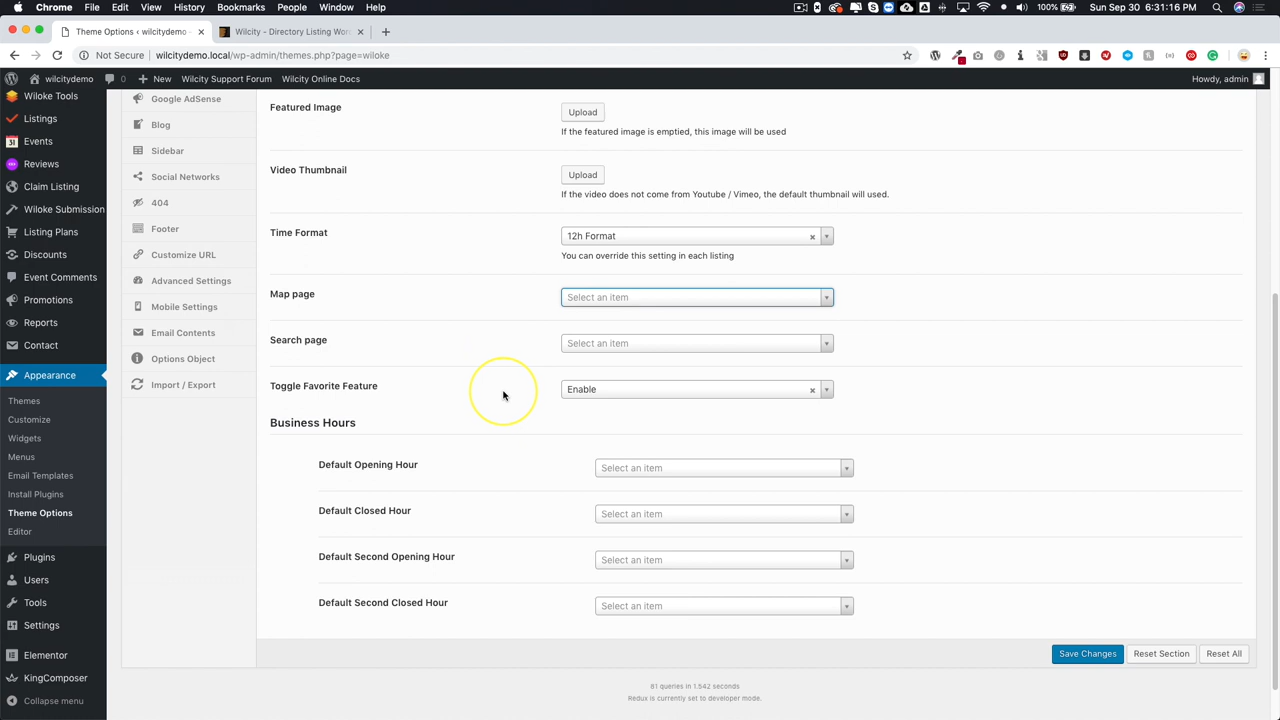 Chrome File Edit View History Bookmarks People Window Help
100% Sun Sep 30 6:31:16 PM
Theme Options ‹ wilcitydemo –
Wilcity - Directory Listing Wor
Not Secure wilcitydemo.local/wp-admin/themes.php?page=wiloke
wilcitydemo 0 New Wilcity Support Forum Wilcity Online Docs
Howdy, admin
Wiloke Tools
Listings
Events
Reviews
Claim Listing
Wiloke Submission
Listing Plans
Discounts
Event Comments
Promotions
Reports
Contact
Appearance
Themes
Customize
Widgets
Menus
Email Templates
Install Plugins
Theme Options
Editor
Plugins
Users
Tools
Settings
Elementor
KingComposer
Collapse menu
Google AdSense
Blog
Sidebar
Social Networks
404
Footer
Customize URL
Advanced Settings
Mobile Settings
Email Contents
Options Object
Import / Export
Featured Image
Upload
If the featured image is emptied, this image will be used
Video Thumbnail
Upload
If the video does not come from Youtube / Vimeo, the default thumbnail will used.
Time Format
12h Format
You can override this setting in each listing
Map page
Select an item
Search page
Select an item
Toggle Favorite Feature
Enable
Business Hours
Default Opening Hour
Select an item
Default Closed Hour
Select an item
Default Second Opening Hour
Select an item
Default Second Closed Hour
Select an item
Save Changes Reset Section Reset All
81 queries in 1.542 seconds
Redux is currently set to developer mode.